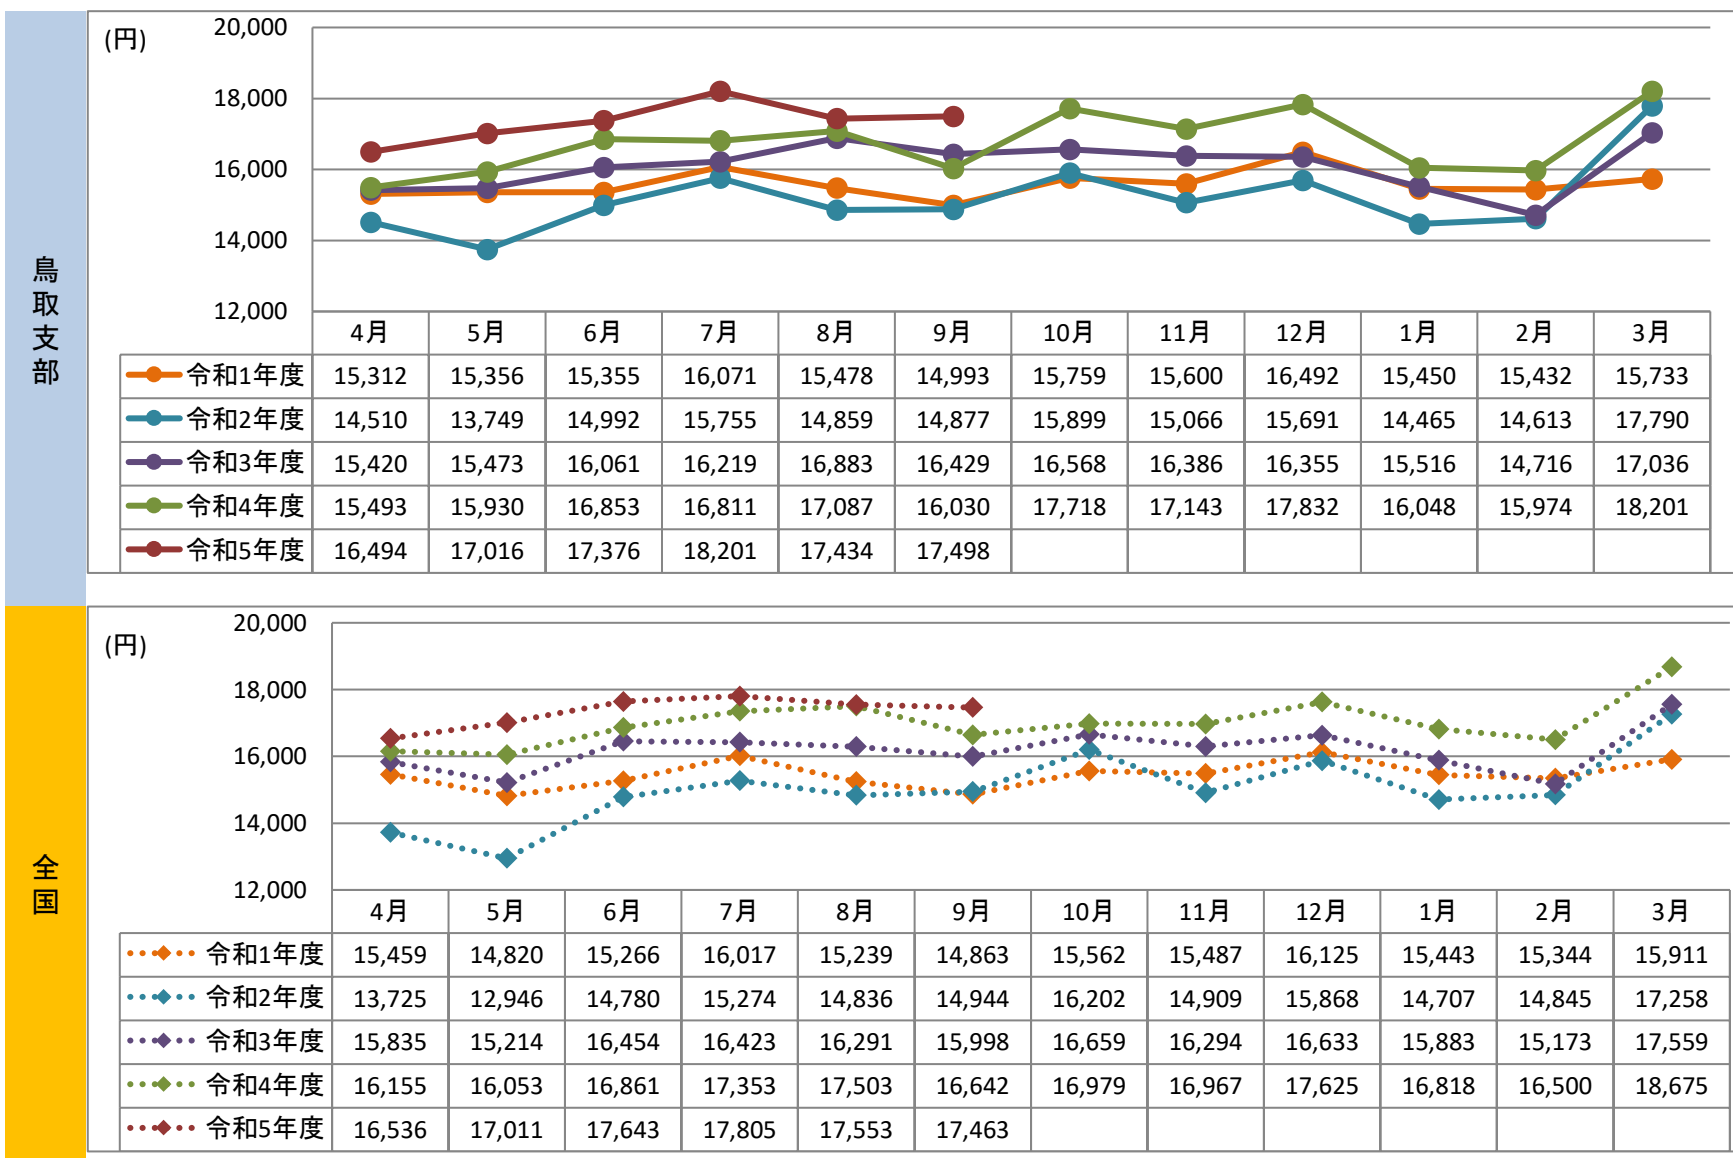 鳥取支部
(円)
20,000
18,000
16,000
14,000
12,000
4月 5月 6月 7月 8月 9月 10月 11月 12月 1月 2月 3月
令和1年度 15,312 15,356 15,355 16,071 15,478 14,993 15,759 15,600 16,492 15,450 15,432 15,733
令和2年度 14,510 13,749 14,992 15,755 14,859 14,877 15,899 15,066 15,691 14,465 14,613 17,790
令和3年度 15,420 15,473 16,061 16,219 16,883 16,429 16,568 16,386 16,355 15,516 14,716 17,036
令和4年度 15,493 15,930 16,853 16,811 17,087 16,030 17,718 17,143 17,832 16,048 15,974 18,201
令和5年度 16,494 17,016 17,376 18,201 17,434 17,498
全国
(円)
20,000
18,000
16,000
14,000
12,000
4月 5月 6月 7月 8月 9月 10月 11月 12月 1月 2月 3月
令和1年度 15,459 14,820 15,266 16,017 15,239 14,863 15,562 15,487 16,125 15,443 15,344 15,911
令和2年度 13,725 12,946 14,780 15,274 14,836 14,944 16,202 14,909 15,868 14,707 14,845 17,258
令和3年度 15,835 15,214 16,454 16,423 16,291 15,998 16,659 16,294 16,633 15,883 15,173 17,559
令和4年度 16,155 16,053 16,861 17,353 17,503 16,642 16,979 16,967 17,625 16,818 16,500 18,675
令和5年度 16,536 17,011 17,643 17,805 17,553 17,463